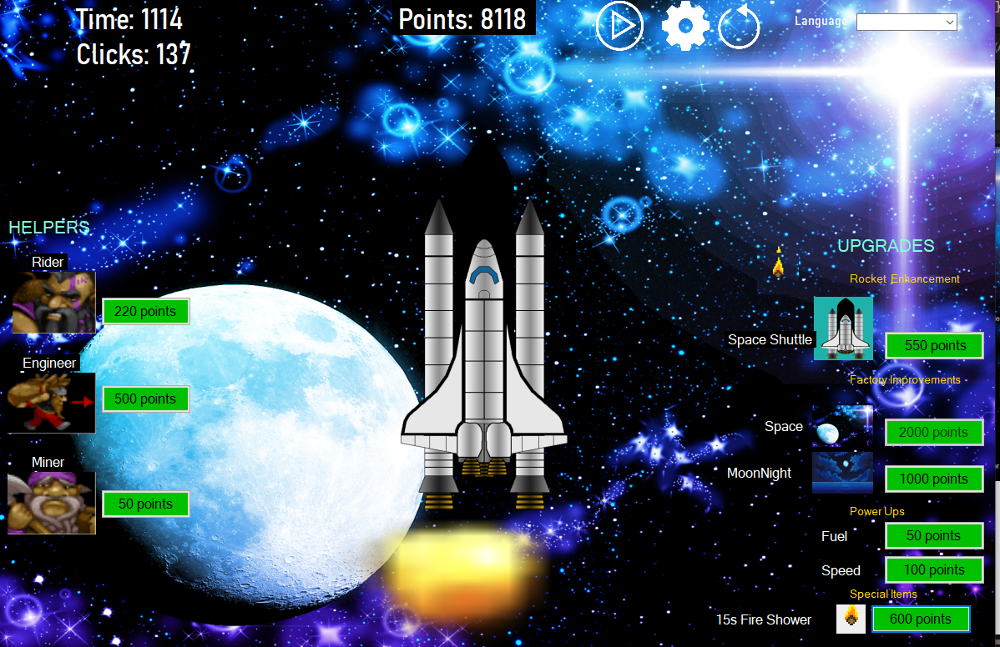 Time: 1114
Points: 8118
Language
Clicks: 137
HELPERS
Rider
220 points
Engineer
500 points
Miner
50 points
UPGRADES
Rocket Enhancement
Space Shuttle
550 points
Factory Improvements
Space
2000 points
MoonNight
1000 points
Power Ups
Fuel
50 points
Speed
100 points
Special Items
15s Fire Shower
600 points